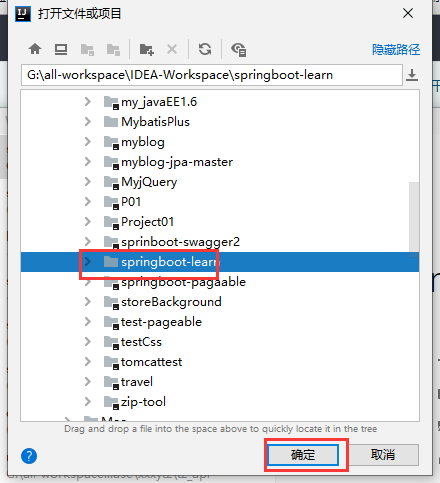 打开文件或项目
隐藏路径
G:\all-workspace\IDEA-Workspace\springboot-learn
my_javaEE1.6
MybatisPlus
myblog
myblog-jpa-master
MyjQuery
P01
Project01
sprinboot-swagger2
springboot-learn
springboot-pagaable
storeBackground
test-pageable
testCss
tomcattest
travel
zip-tool
Drag and drop a file into the space above to quickly locate it in the tree
?
确定
取消